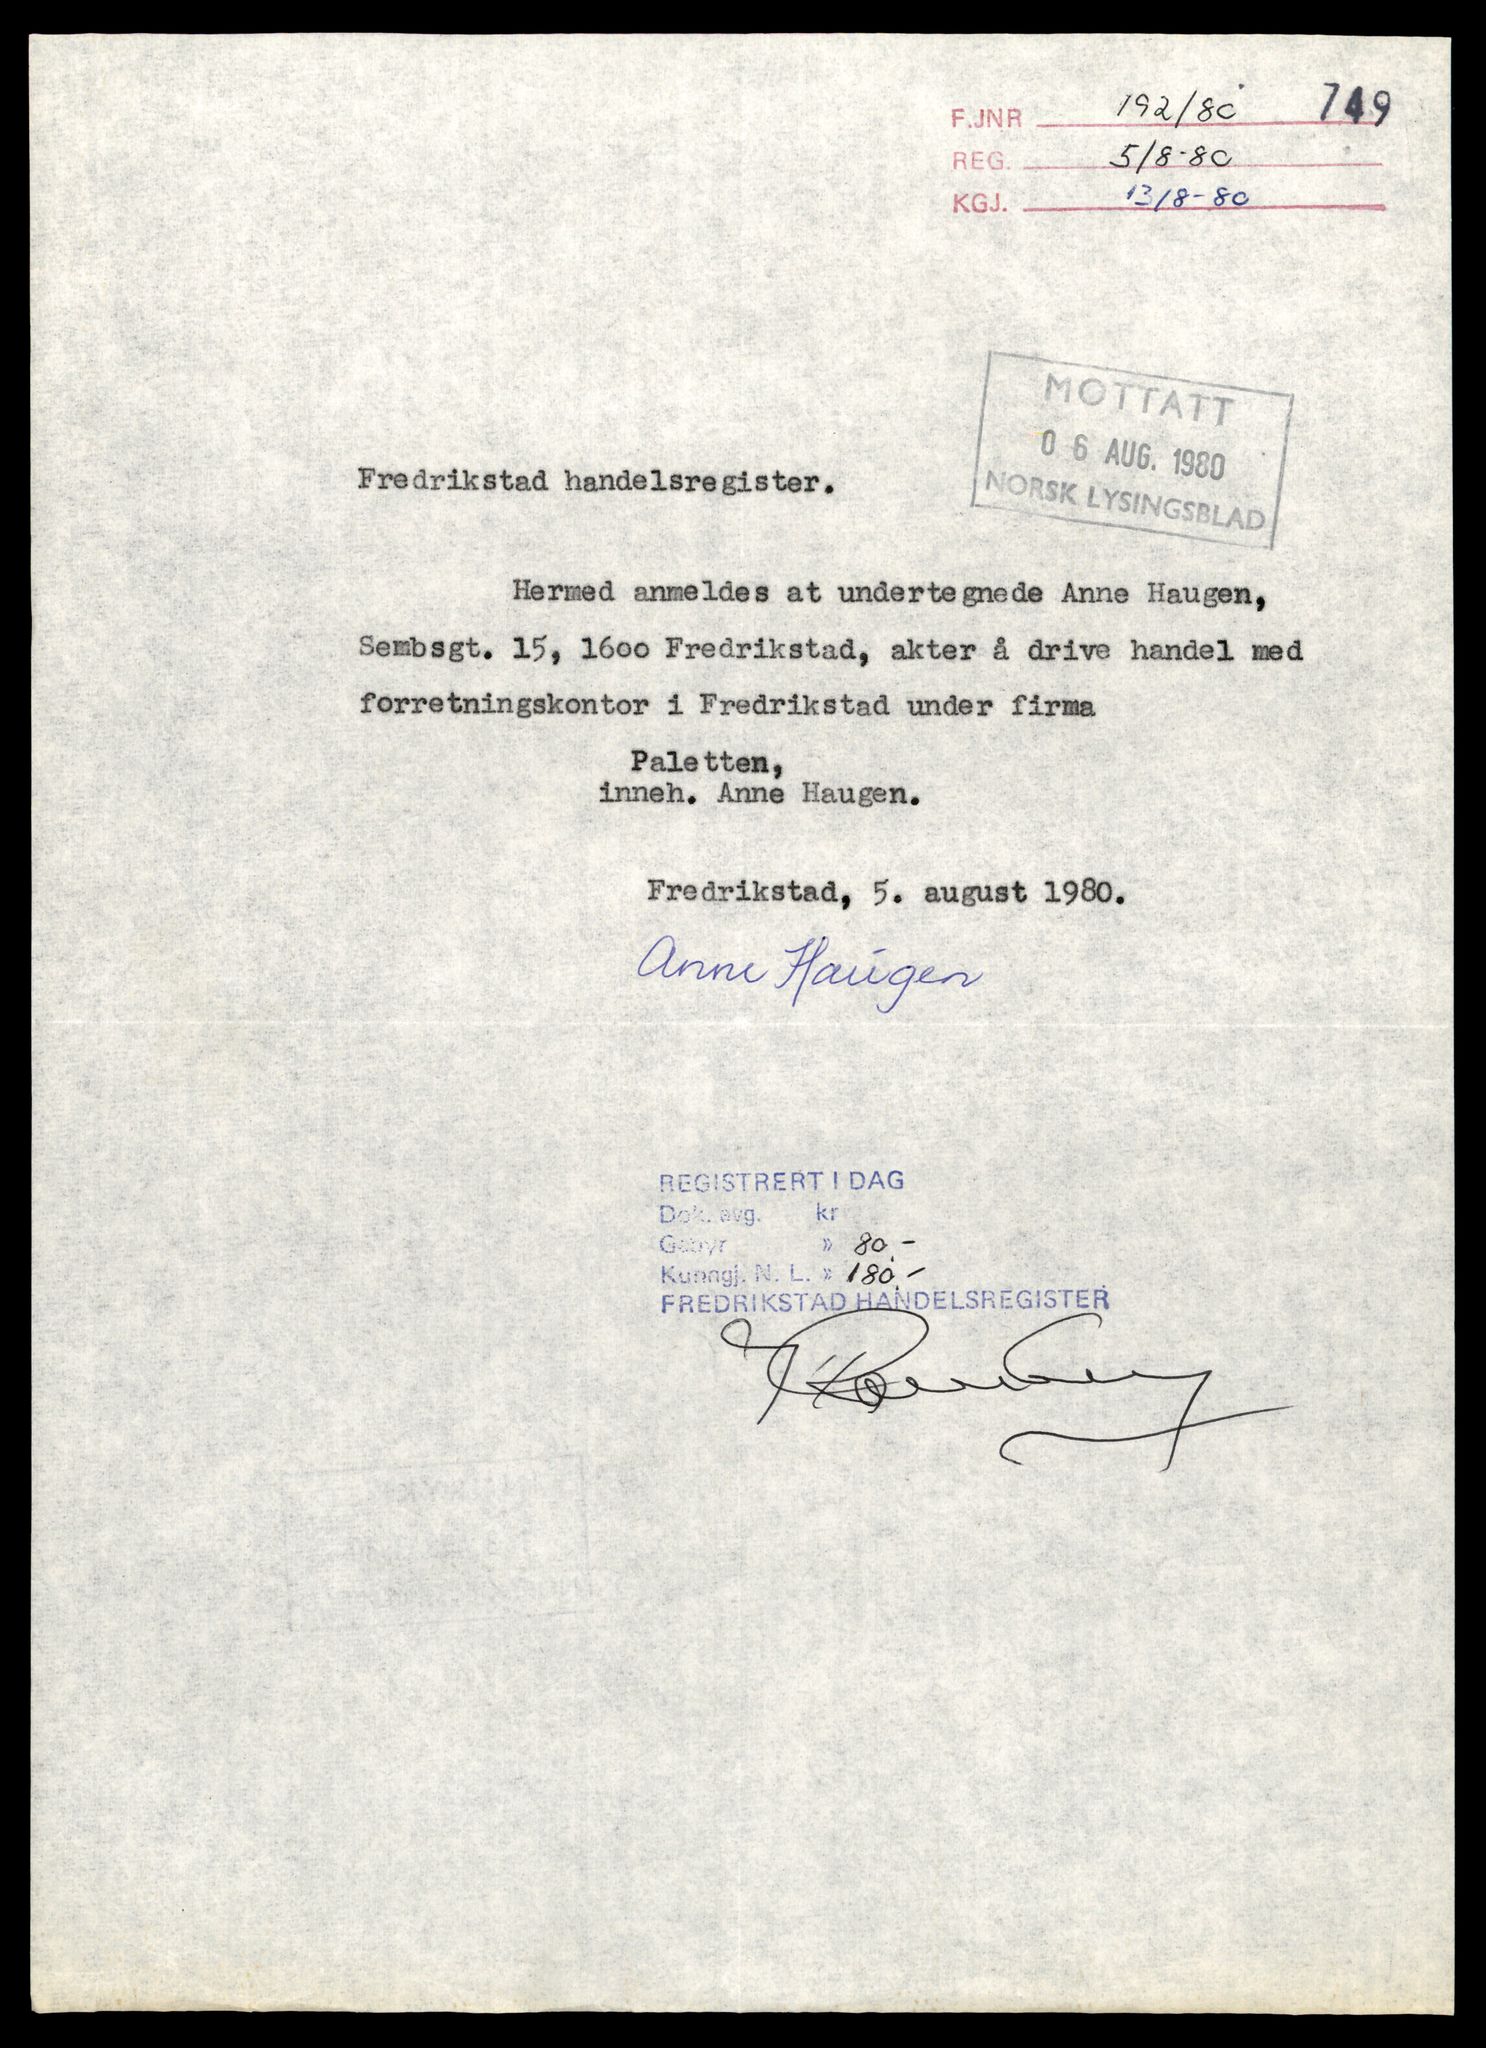 F.JNR 192/80 749
REG. 5/8-80
KGJ. 13/8-80
MOTTATT
06 AUG. 1980
NORSK LYSINGSBLAD
Fredrikstad handelsregister.
Hermed anmeldes at undertegnede Anne Haugen,
Sembsgt. 15, 1600 Fredrikstad, akter å drive handel med
forretningskontor i Fredrikstad under firma
Paletten,
inneh. Anne Haugen.
Fredrikstad, 5. august 1980.
Anne Haugen
REGISTRERT I DAG
Dok. avg. kr
Gebyr » 80.-
Kunngj. N. L. » 180.-
FREDRIKSTAD HANDELSREGISTER